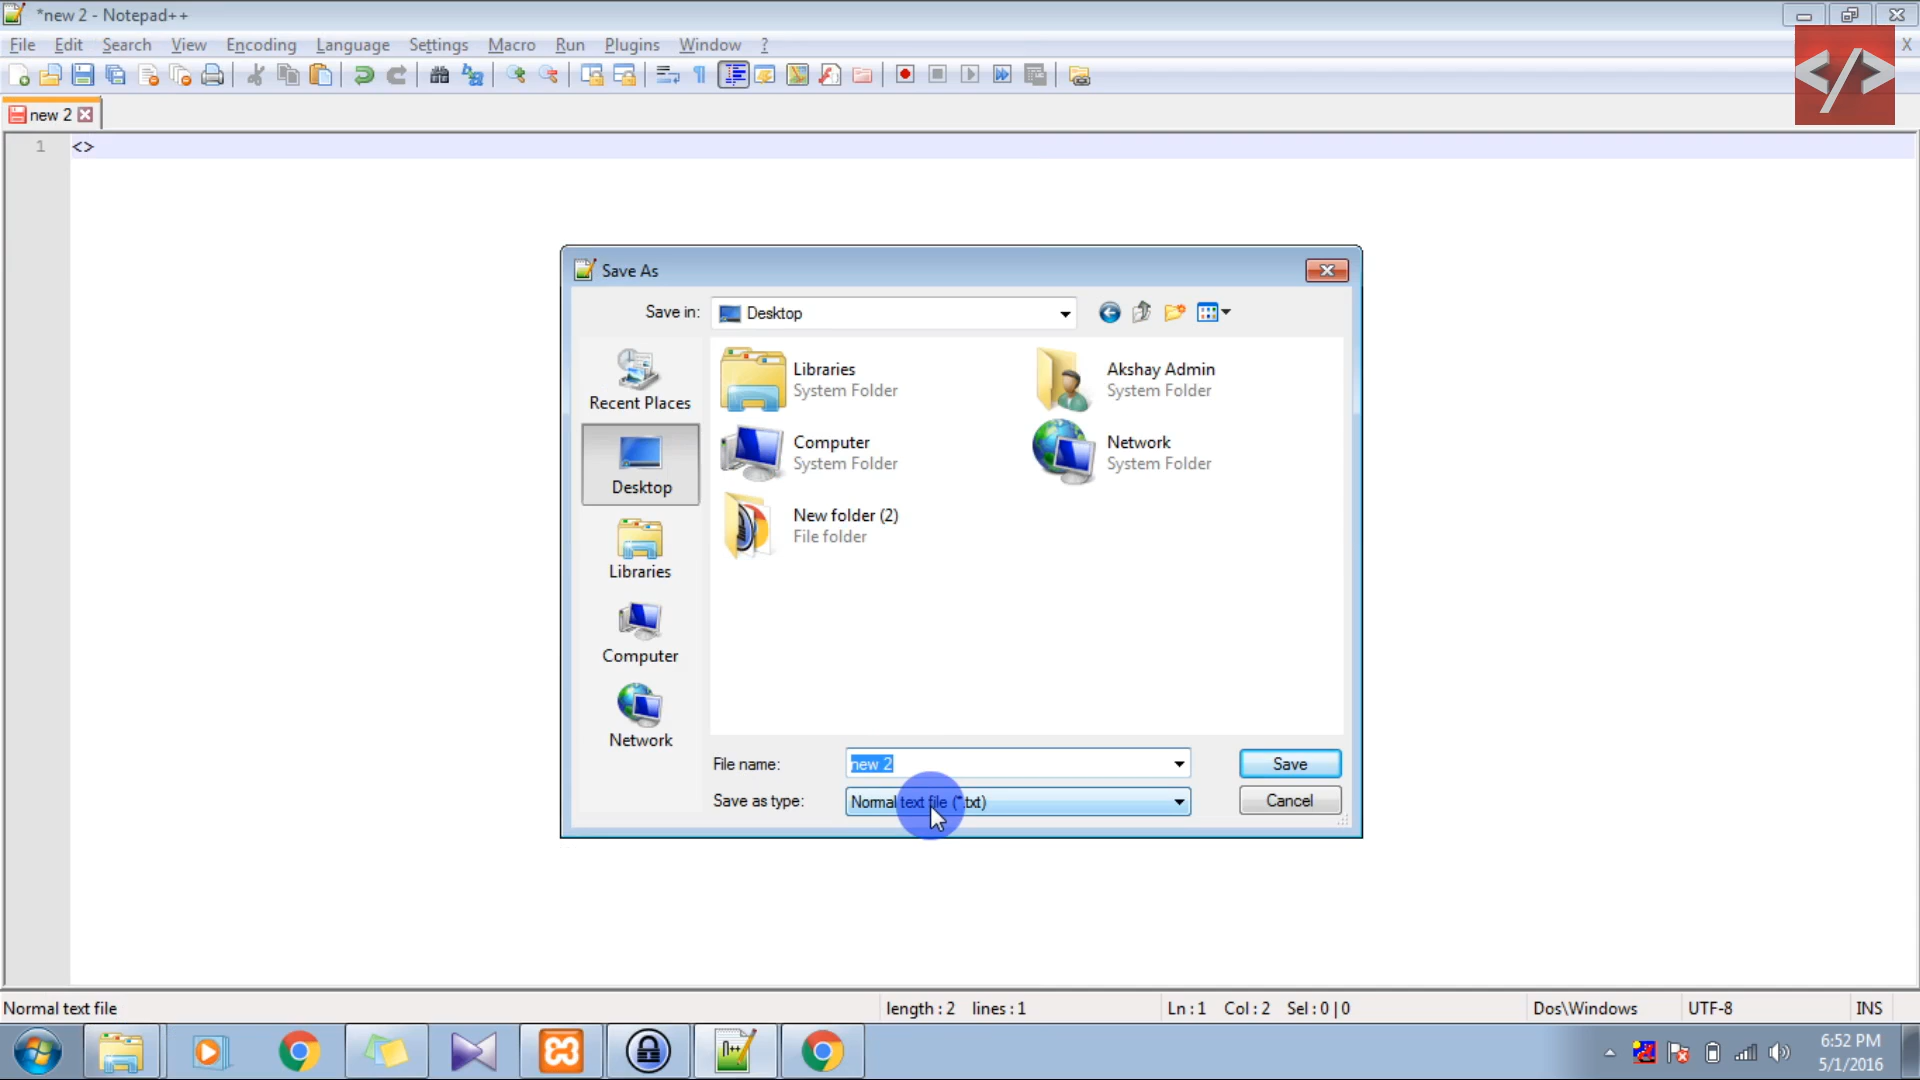 *new 2 - Notepad++
File Edit Search View Encoding Language Settings Macro Run Plugins Window ?
X
</>
new 2
1 <>
Save As
Save in: Desktop
Recent Places
Desktop
Libraries
Computer
Network
Libraries
System Folder
Akshay Admin
System Folder
Computer
System Folder
Network
System Folder
New folder (2)
File folder
File name: new 2 Save
Save as type: Normal text file (*.txt) Cancel
Normal text file length : 2 lines : 1 Ln : 1 Col : 2 Sel : 0 | 0 Dos\Windows UTF-8 INS
n++
6:52 PM
5/1/2016